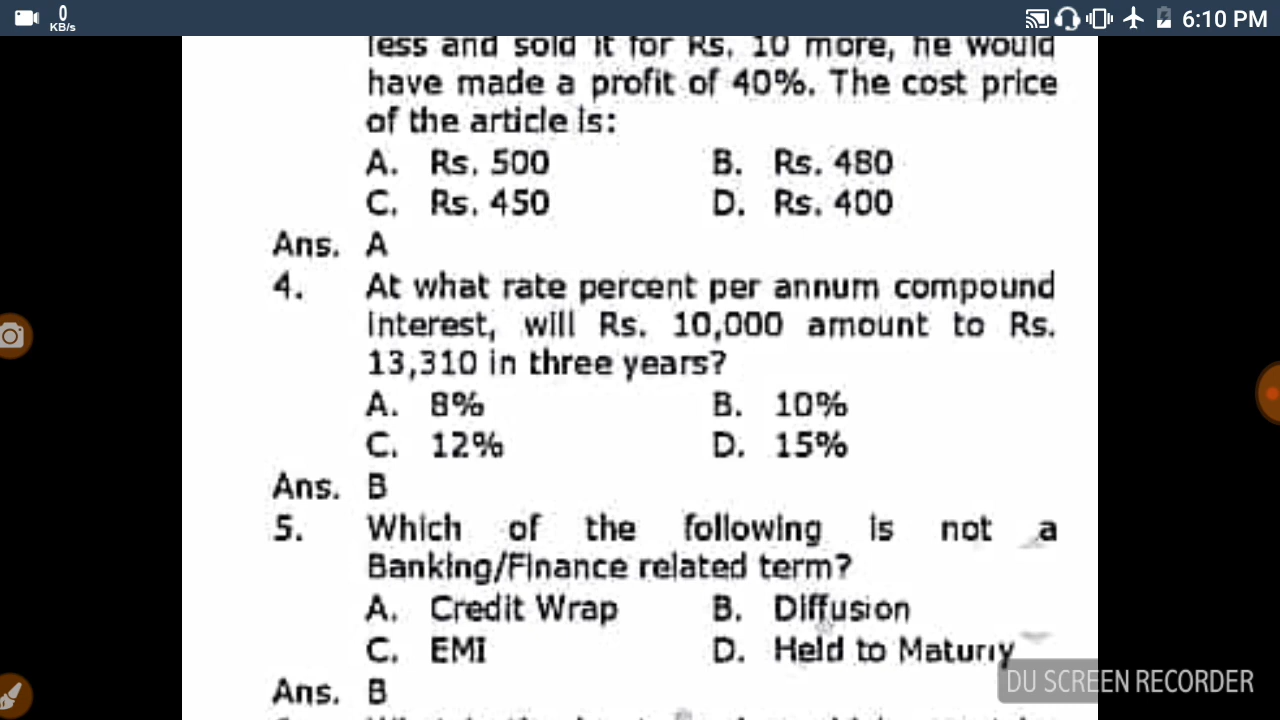 0
KB/s
6:10 PM
less and sold it for Rs. 10 more, he would
have made a profit of 40%. The cost price
of the article is:
A. Rs. 500 B. Rs. 480
C. Rs. 450 D. Rs. 400
Ans. A
4. At what rate percent per annum compound
interest, will Rs. 10,000 amount to Rs.
13,310 in three years?
A. 8% B. 10%
C. 12% D. 15%
Ans. B
5. Which of the following is not a
Banking/Finance related term?
A. Credit Wrap B. Diffusion
C. EMI D. Held to Maturiy
DU SCREEN RECORDER
Ans. B